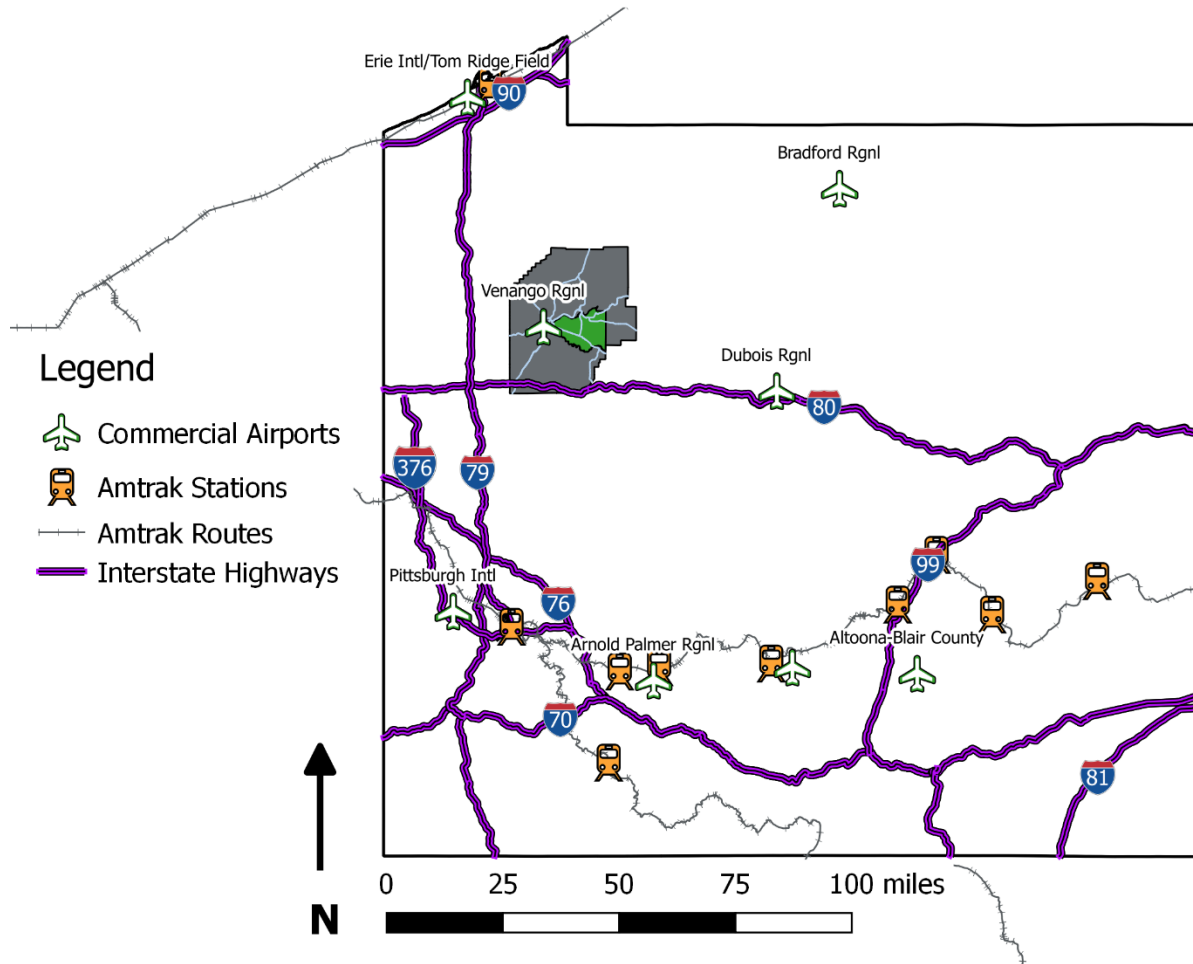 Erie Intl/Tom Ridge Field
90
Bradford Rgnl
Venango Rgnl
Dubois Rgnl
80
Legend
Commercial Airports
Amtrak Stations
Amtrak Routes
Interstate Highways
376
79
Pittsburgh Intl
76
99
Arnold Palmer Rgnl
Altoona-Blair County
70
81
N
0 25 50 75 100 miles